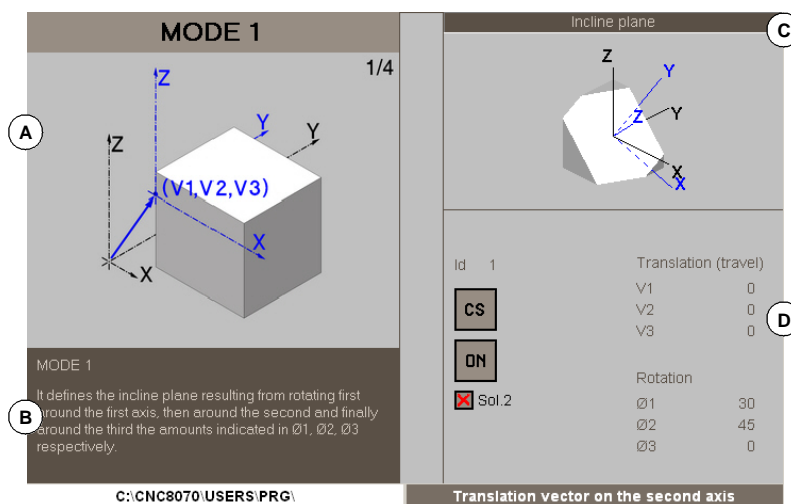 MODE 1
1/4
A
Z
Y
Y
Z
(V1,V2,V3)
X
X
MODE 1
It defines the incline plane resulting from rotating first
around the first axis, then around the second and finally
around the third the amounts indicated in Ø1, Ø2, Ø3
respectively.
B
C:\CNC8070\USERS\PRG\
Incline plane
C
Z
Y
Z
Y
X
X
Id 1
CS
ON
Sol.2
Translation (travel)
V1 0
V2 0
V3 0
D
Rotation
Ø1 30
Ø2 45
Ø3 0
Translation vector on the second axis